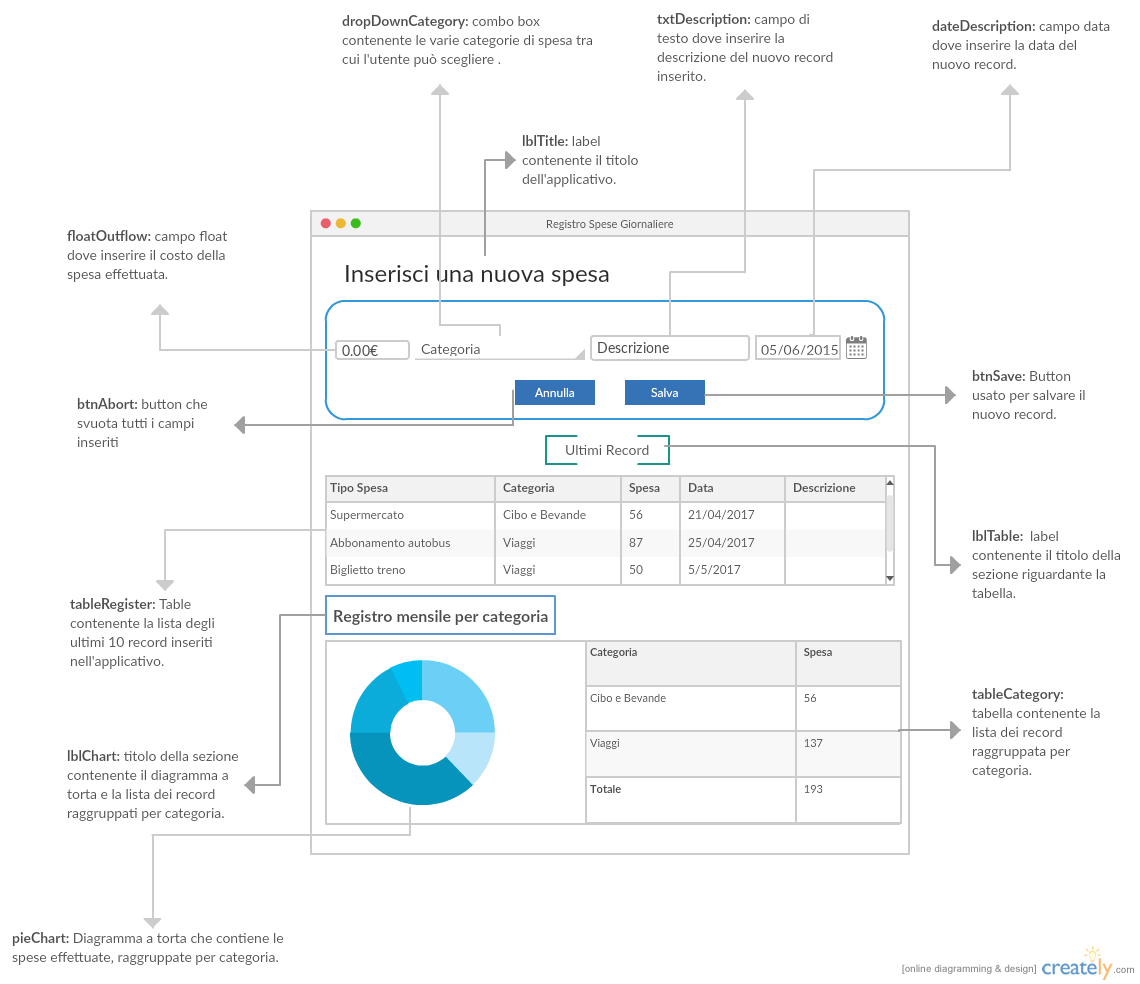 dropDownCategory: combo box
contenente le varie categorie di spesa tra
cui l'utente può scegliere .
txtDescription: campo di
testo dove inserire la
descrizione del nuovo record
inserito.
dateDescription: campo data
dove inserire la data del
nuovo record.
lblTitle: label
contenente il titolo
dell'applicativo.
floatOutflow: campo float
dove inserire il costo della
spesa effettuata.
Registro Spese Giornaliere
Inserisci una nuova spesa
0.00€ Categoria Descrizione 05/06/2015
Annulla Salva
btnAbort: button che
svuota tutti i campi
inseriti
btnSave: Button
usato per salvare il
nuovo record.
Ultimi Record
Tipo Spesa Categoria Spesa Data Descrizione
Supermercato Cibo e Bevande 56 21/04/2017
Abbonamento autobus Viaggi 87 25/04/2017
Biglietto treno Viaggi 50 5/5/2017
lblTable: label
contenente il titolo della
sezione riguardante la
tabella.
tableRegister: Table
contenente la lista degli
ultimi 10 record inseriti
nell'applicativo.
Registro mensile per categoria
Categoria Spesa
Cibo e Bevande 56
Viaggi 137
Totale 193
tableCategory:
tabella contenente la
lista dei record
raggruppata per
categoria.
lblChart: titolo della sezione
contenente il diagramma a
torta e la lista dei record
raggruppati per categoria.
pieChart: Diagramma a torta che contiene le
spese effettuate, raggruppate per categoria.
[online diagramming & design] creately.com